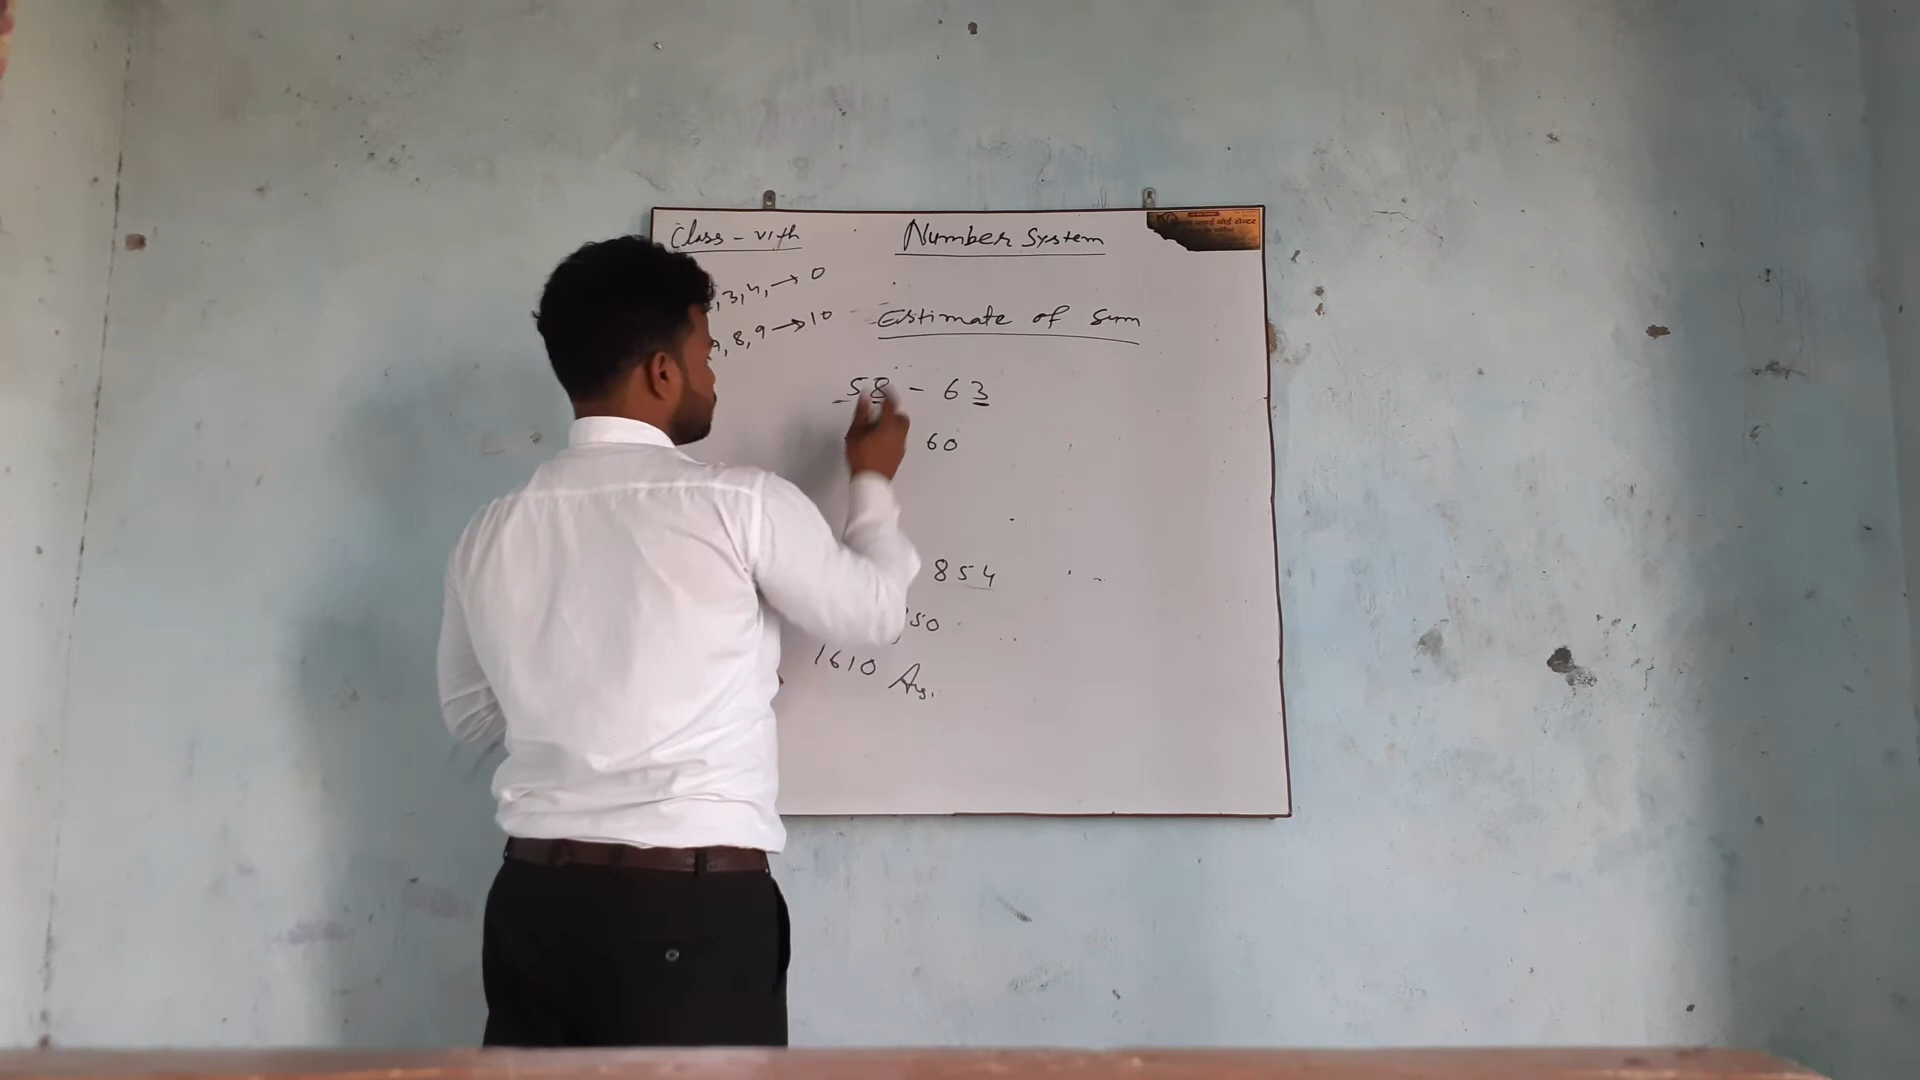 Class - VIth
Number System
, 3, 4, → 0
, 8, 9 → 10
Estimate of Sum
58 - 63
60
854
50
1610 Ans.